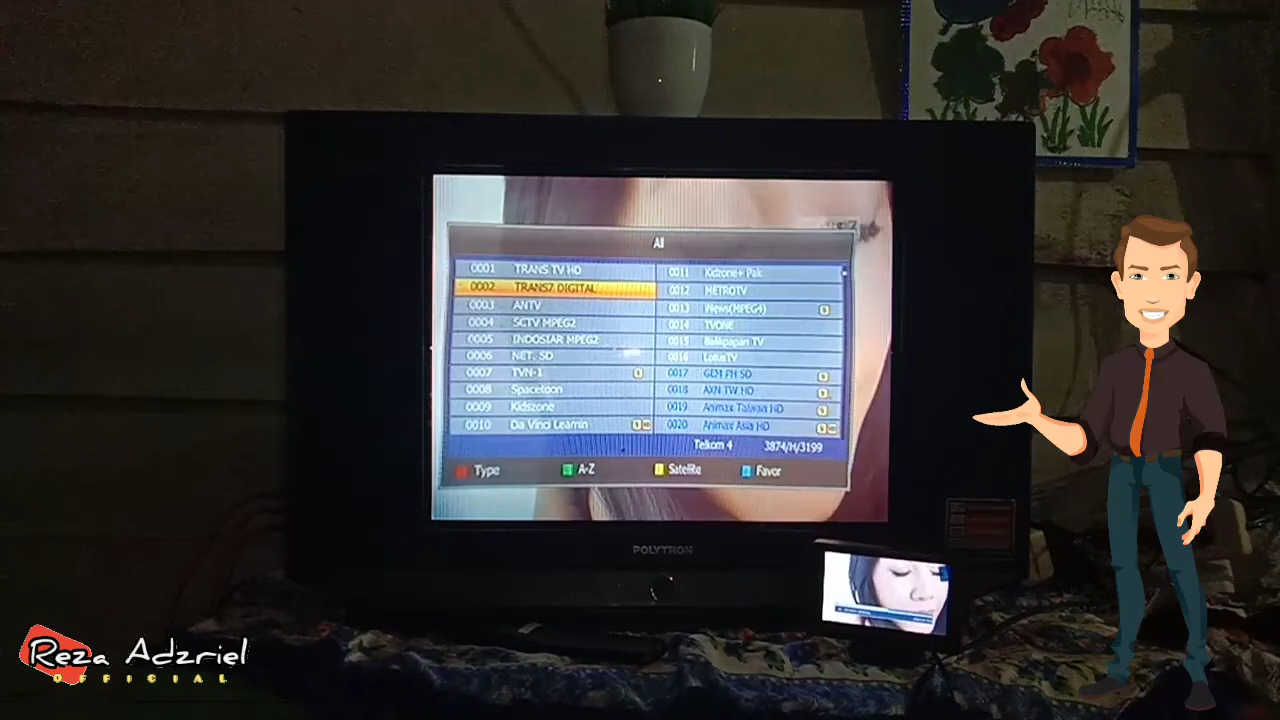 All
0001 TRANS TV HD
0002 TRANS7 DIGITAL
0003 ANTV
0004 SCTV MPEG2
0005 INDOSIAR MPEG2
0006 NET. SD
0007 TVN-1 $
0008 Spacetoon
0009 Kidszone
0010 Da Vinci Learnin $
0011 Kidzone+ Pak
0012 METROTV
0013 iNews(MPEG4) $
0014 TVONE
0015 Balikpapan TV
0016 LotusTV
0017 GEM PH SD $
0018 AXN TW HD $
0019 Animax Taiwan HD $
0020 Animax Asia HD $
Telkom 4 3874/H/3199
Type A-Z Satellite Favor
POLYTRON
Reza Adzriel
OFFICIAL